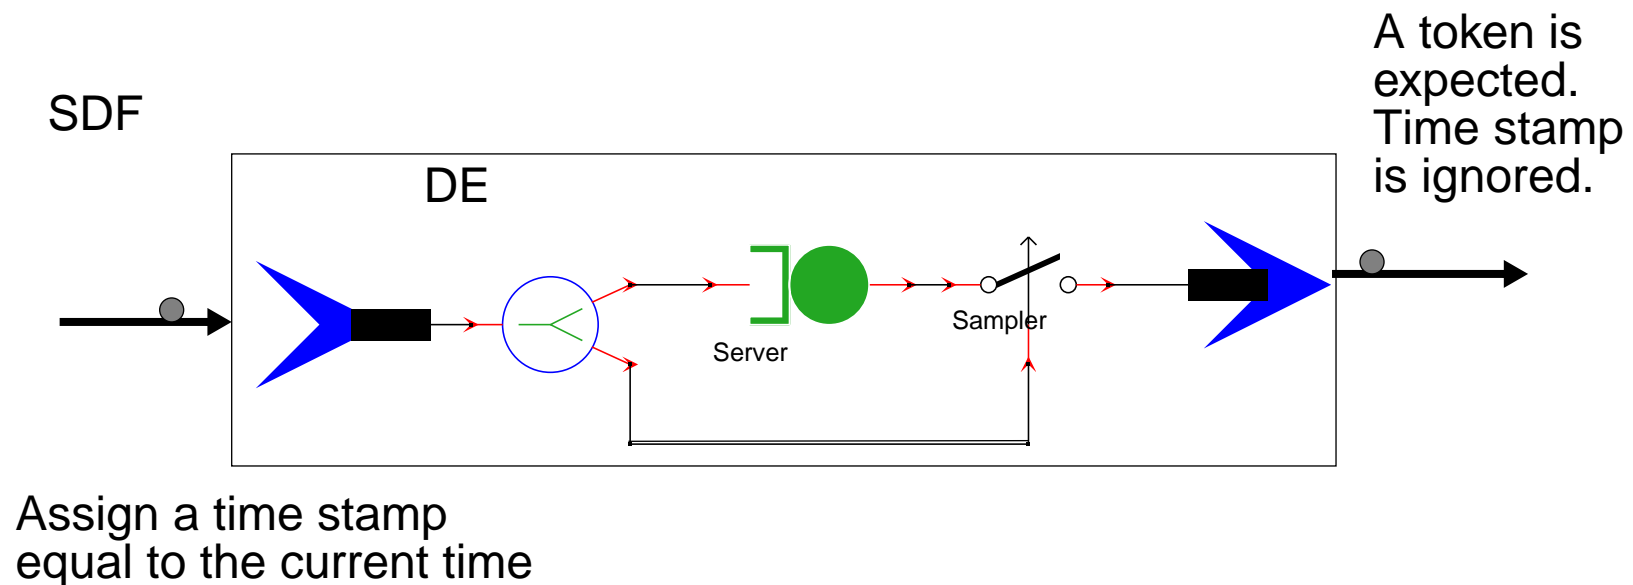 A token is
expected.
Time stamp
is ignored.
SDF
DE
Server
Sampler
Assign a time stamp
equal to the current time